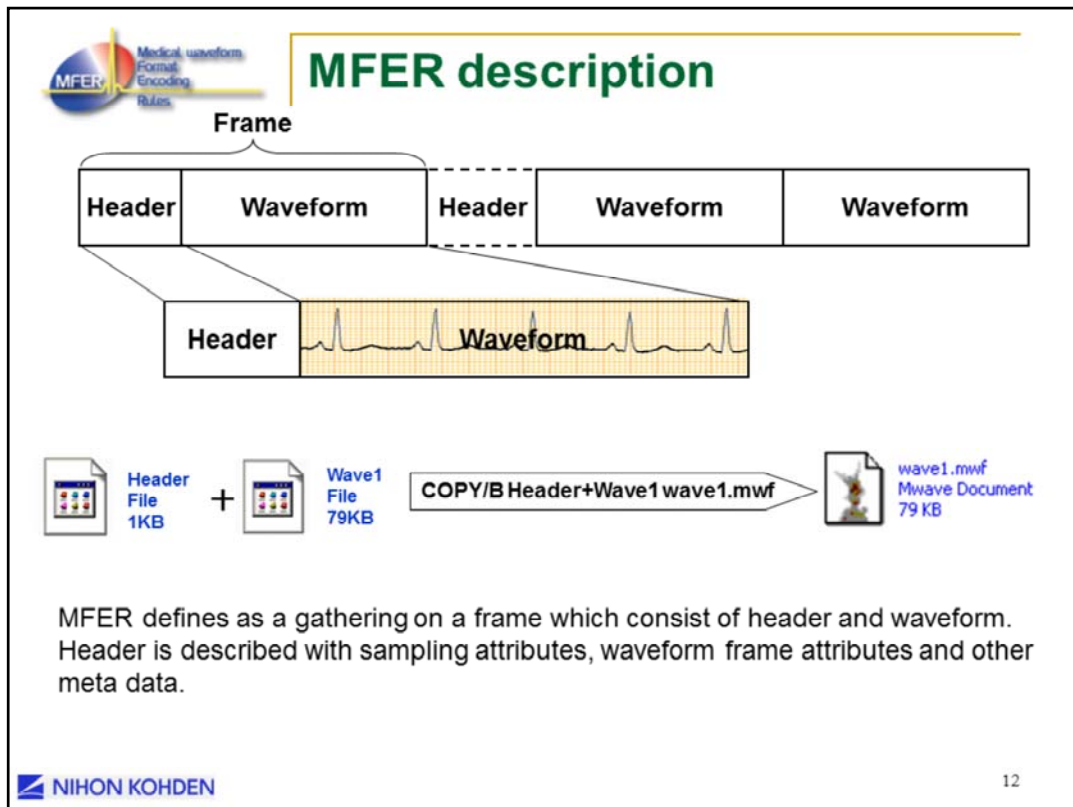 Medical waveform
Format
Encoding
Rules
MFER
MFER description
Frame
Header Waveform Header Waveform Waveform
Header Waveform
Header
File
1KB
+
Wave1
File
79KB
COPY/B Header+Wave1 wave1.mwf
wave1.mwf
Mwave Document
79 KB
MFER defines as a gathering on a frame which consist of header and waveform.
Header is described with sampling attributes, waveform frame attributes and other
meta data.
NIHON KOHDEN
12